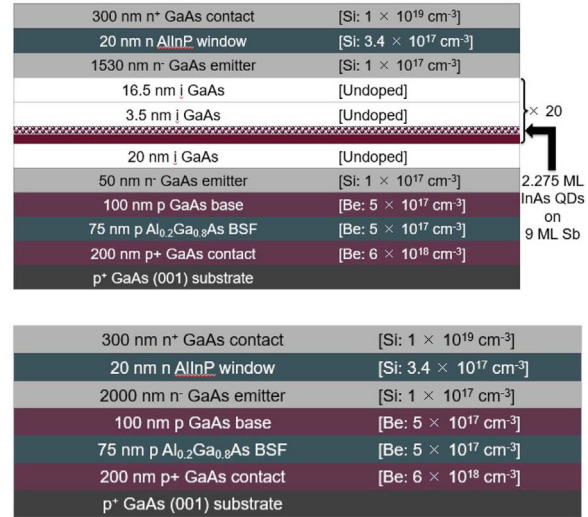 300 nm n⁺ GaAs contact [Si: 1 × 10¹⁹ cm⁻³]
20 nm n AlInP window [Si: 3.4 × 10¹⁷ cm⁻³]
1530 nm n⁻ GaAs emitter [Si: 1 × 10¹⁷ cm⁻³]
16.5 nm i GaAs [Undoped]
3.5 nm i GaAs [Undoped]
× 20
20 nm i GaAs [Undoped]
50 nm n⁻ GaAs emitter [Si: 1 × 10¹⁷ cm⁻³]
100 nm p GaAs base [Be: 5 × 10¹⁷ cm⁻³]
75 nm p Al₀.₂Ga₀.₈As BSF [Be: 5 × 10¹⁷ cm⁻³]
200 nm p+ GaAs contact [Be: 6 × 10¹⁸ cm⁻³]
p⁺ GaAs (001) substrate
2.275 ML
InAs QDs
on
9 ML Sb
300 nm n⁺ GaAs contact [Si: 1 × 10¹⁹ cm⁻³]
20 nm n AlInP window [Si: 3.4 × 10¹⁷ cm⁻³]
2000 nm n⁻ GaAs emitter [Si: 1 × 10¹⁷ cm⁻³]
100 nm p GaAs base [Be: 5 × 10¹⁷ cm⁻³]
75 nm p Al₀.₂Ga₀.₈As BSF [Be: 5 × 10¹⁷ cm⁻³]
200 nm p+ GaAs contact [Be: 6 × 10¹⁸ cm⁻³]
p⁺ GaAs (001) substrate